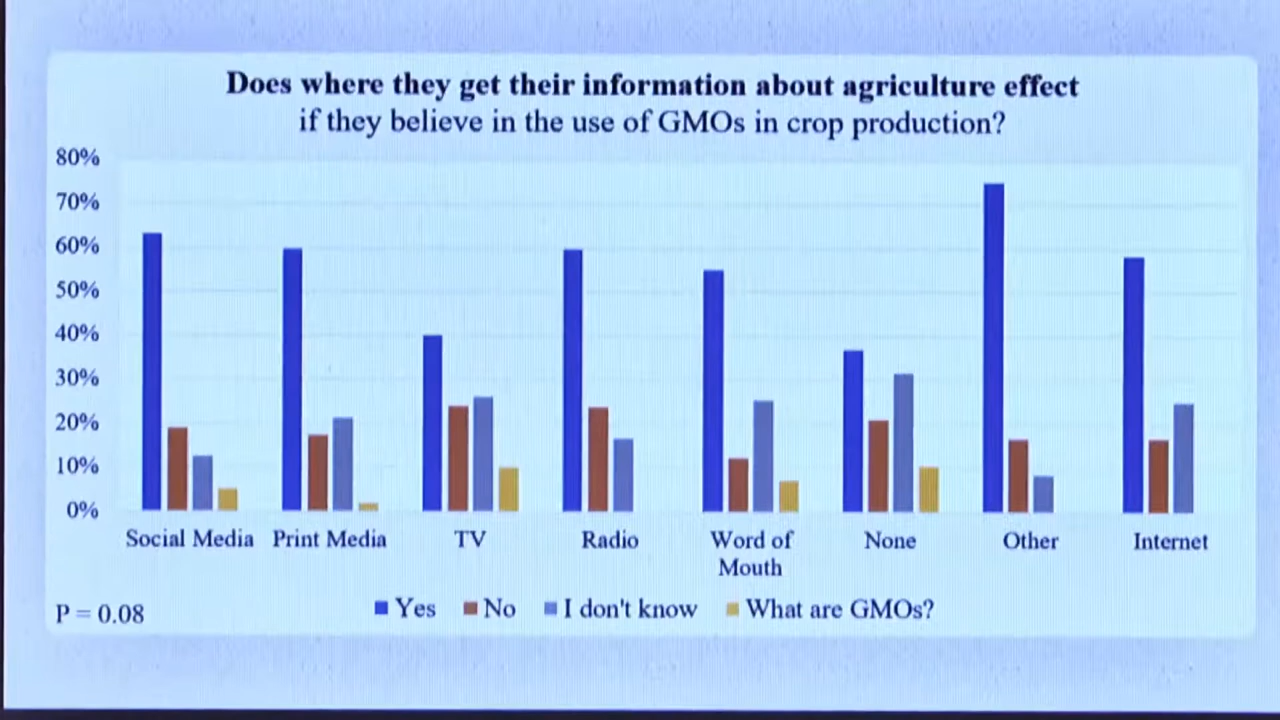 Does where they get their information about agriculture effect
if they believe in the use of GMOs in crop production?
80%
70%
60%
50%
40%
30%
20%
10%
0%
Social Media Print Media TV Radio Word of Mouth None Other Internet
P = 0.08
Yes No I don't know What are GMOs?